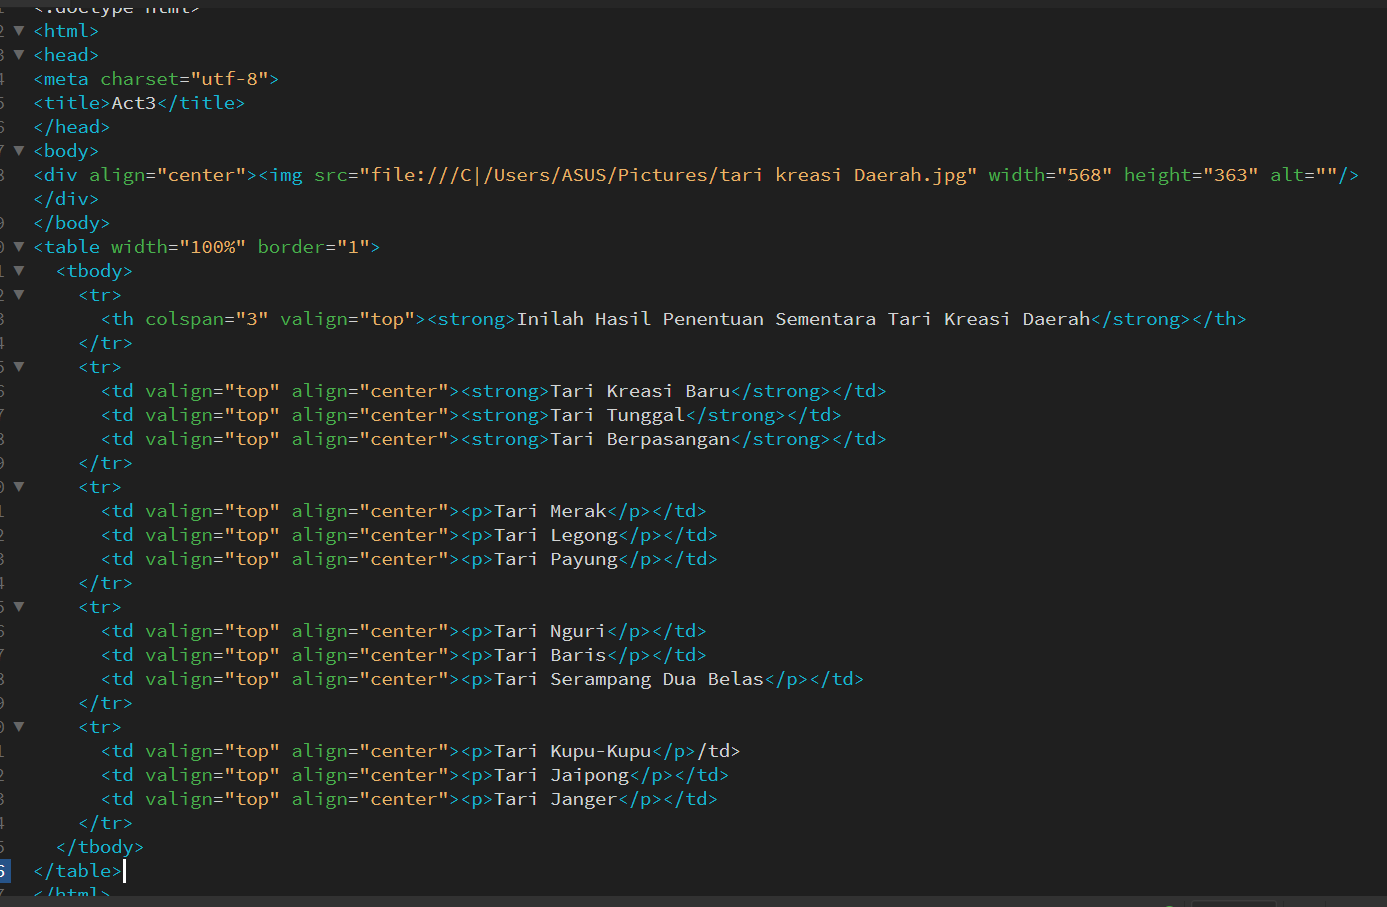 <!doctype html>
<html>
<head>
<meta charset="utf-8">
<title>Act3</title>
</head>
<body>
<div align="center"><img src="file:///C|/Users/ASUS/Pictures/tari kreasi Daerah.jpg" width="568" height="363" alt=""/>
</div>
</body>
<table width="100%" border="1">
  <tbody>
    <tr>
      <th colspan="3" valign="top"><strong>Inilah Hasil Penentuan Sementara Tari Kreasi Daerah</strong></th>
    </tr>
    <tr>
      <td valign="top" align="center"><strong>Tari Kreasi Baru</strong></td>
      <td valign="top" align="center"><strong>Tari Tunggal</strong></td>
      <td valign="top" align="center"><strong>Tari Berpasangan</strong></td>
    </tr>
    <tr>
      <td valign="top" align="center"><p>Tari Merak</p></td>
      <td valign="top" align="center"><p>Tari Legong</p></td>
      <td valign="top" align="center"><p>Tari Payung</p></td>
    </tr>
    <tr>
      <td valign="top" align="center"><p>Tari Nguri</p></td>
      <td valign="top" align="center"><p>Tari Baris</p></td>
      <td valign="top" align="center"><p>Tari Serampang Dua Belas</p></td>
    </tr>
    <tr>
      <td valign="top" align="center"><p>Tari Kupu-Kupu</p>/td>
      <td valign="top" align="center"><p>Tari Jaipong</p></td>
      <td valign="top" align="center"><p>Tari Janger</p></td>
    </tr>
  </tbody>
</table>
</html>